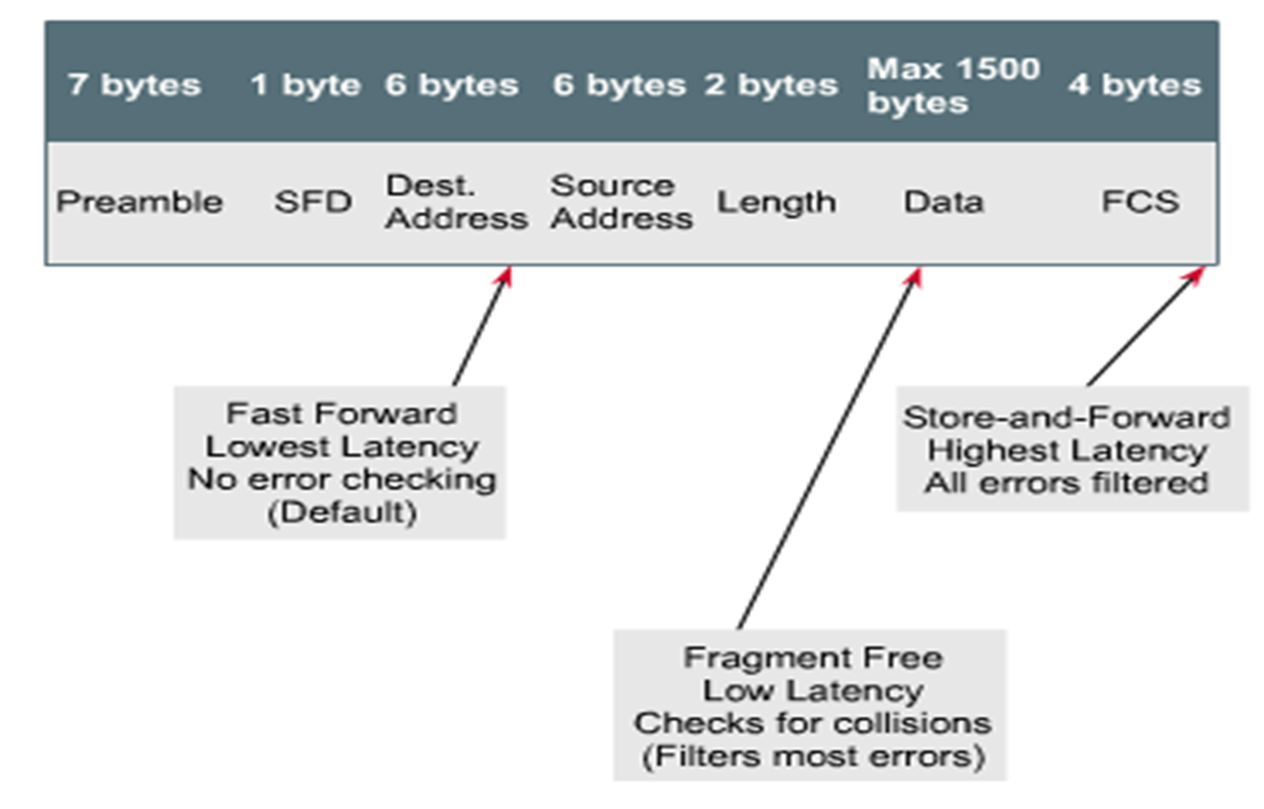 7 bytes 1 byte 6 bytes 6 bytes 2 bytes Max 1500 bytes 4 bytes
Preamble SFD Dest. Address Source Address Length Data FCS
Fast Forward
Lowest Latency
No error checking
(Default)
Store-and-Forward
Highest Latency
All errors filtered
Fragment Free
Low Latency
Checks for collisions
(Filters most errors)